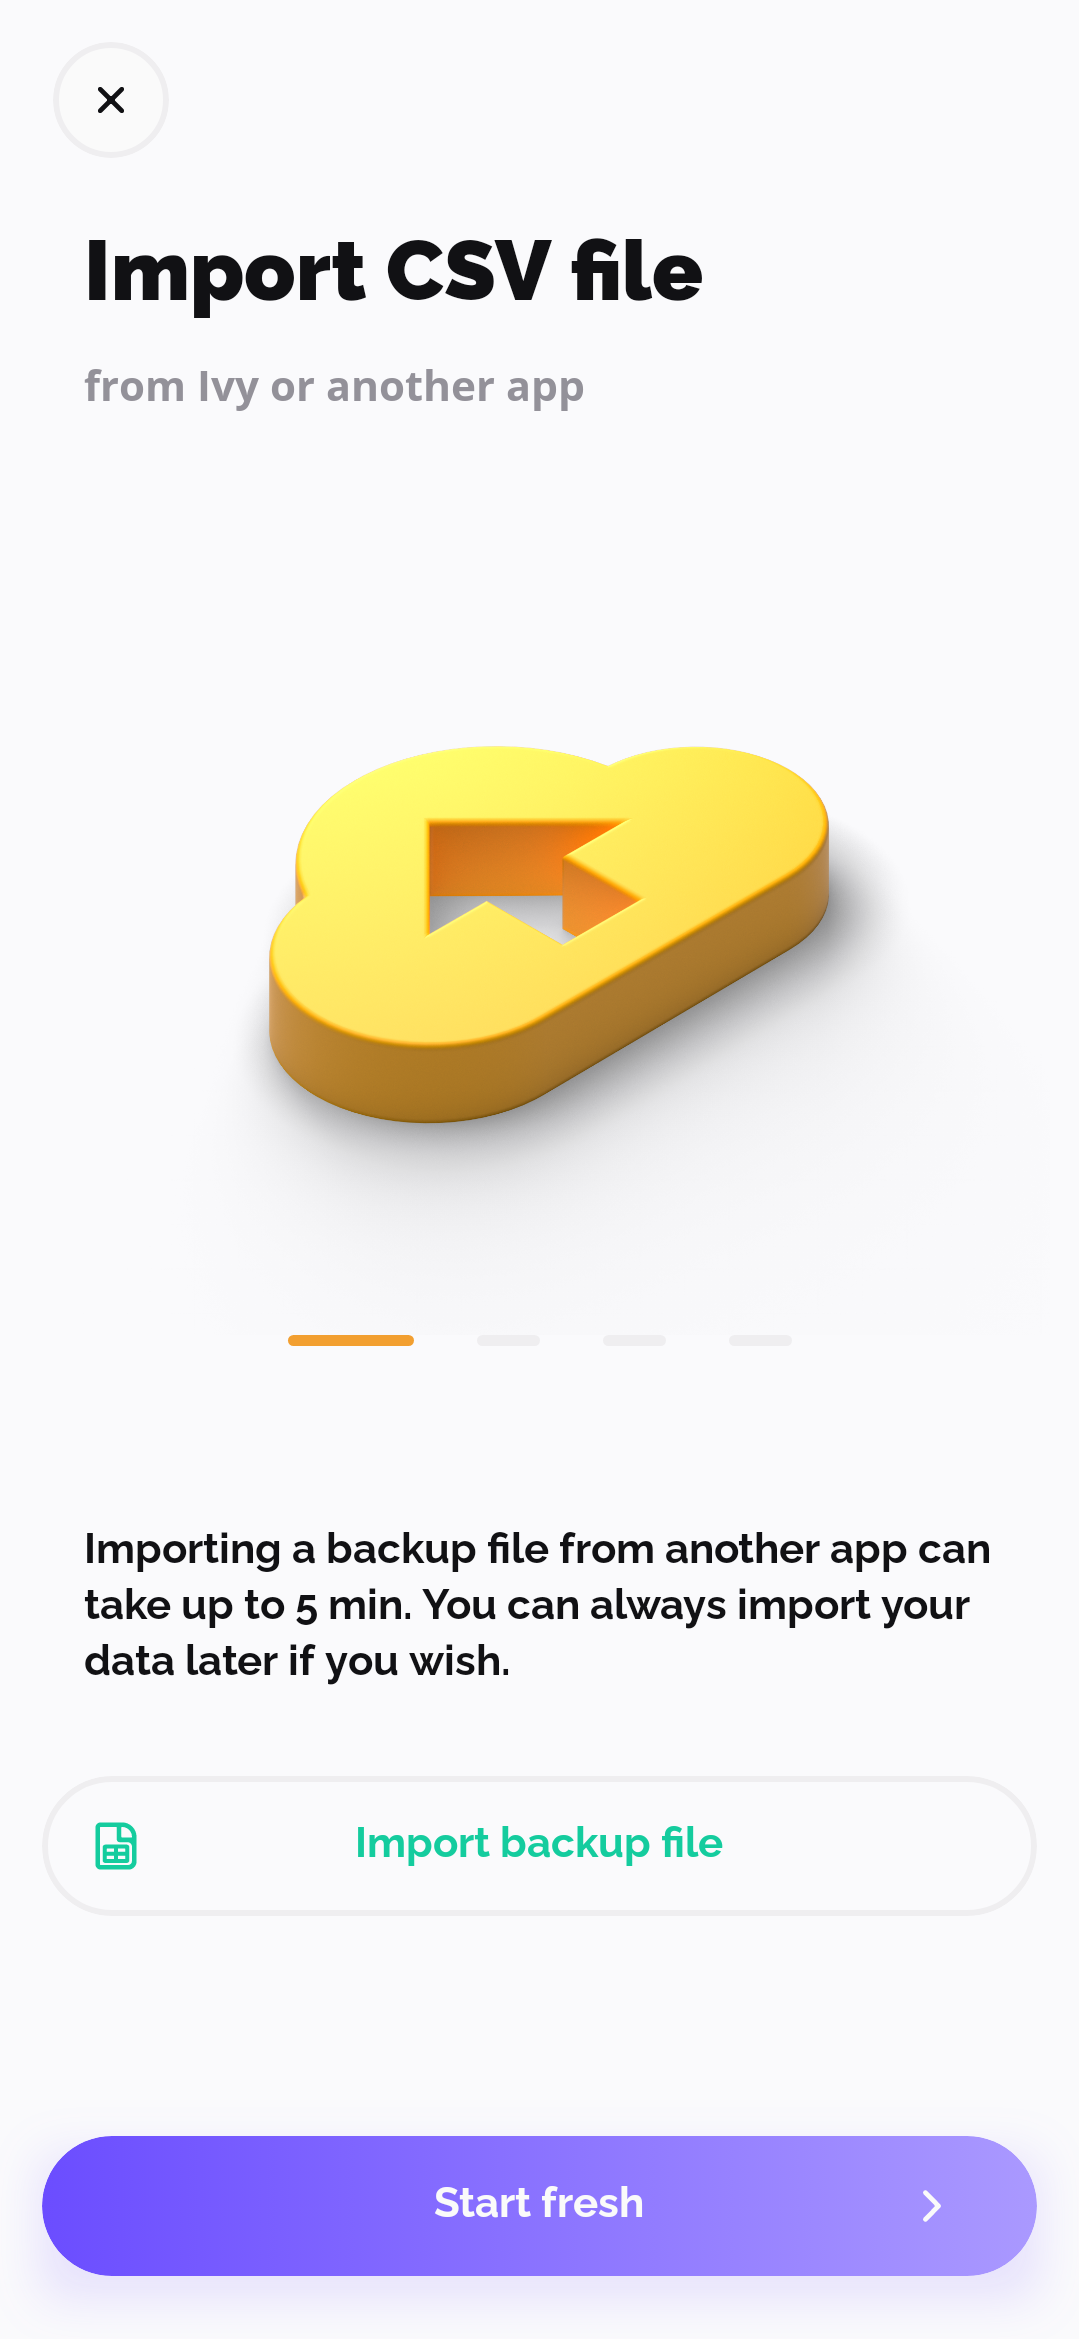 Import CSV file
from Ivy or another app
Importing a backup file from another app can
take up to 5 min. You can always import your
data later if you wish.
Import backup file
Start fresh